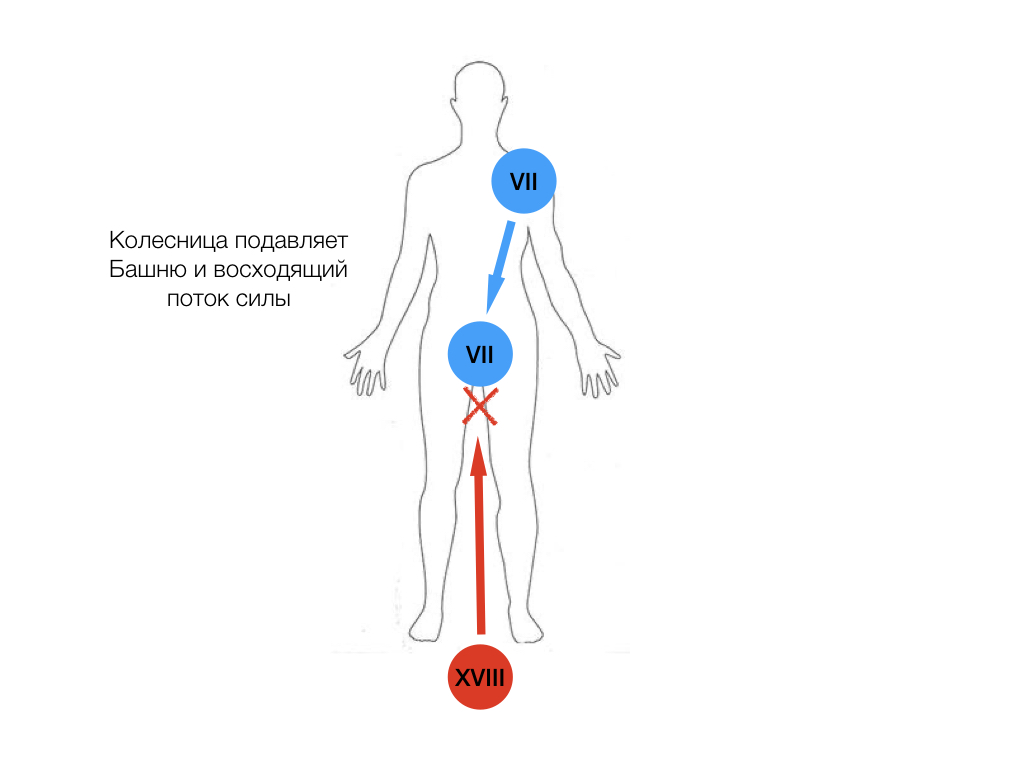 VII
Колесница подавляет
Башню и восходящий
поток силы
VII
XVIII